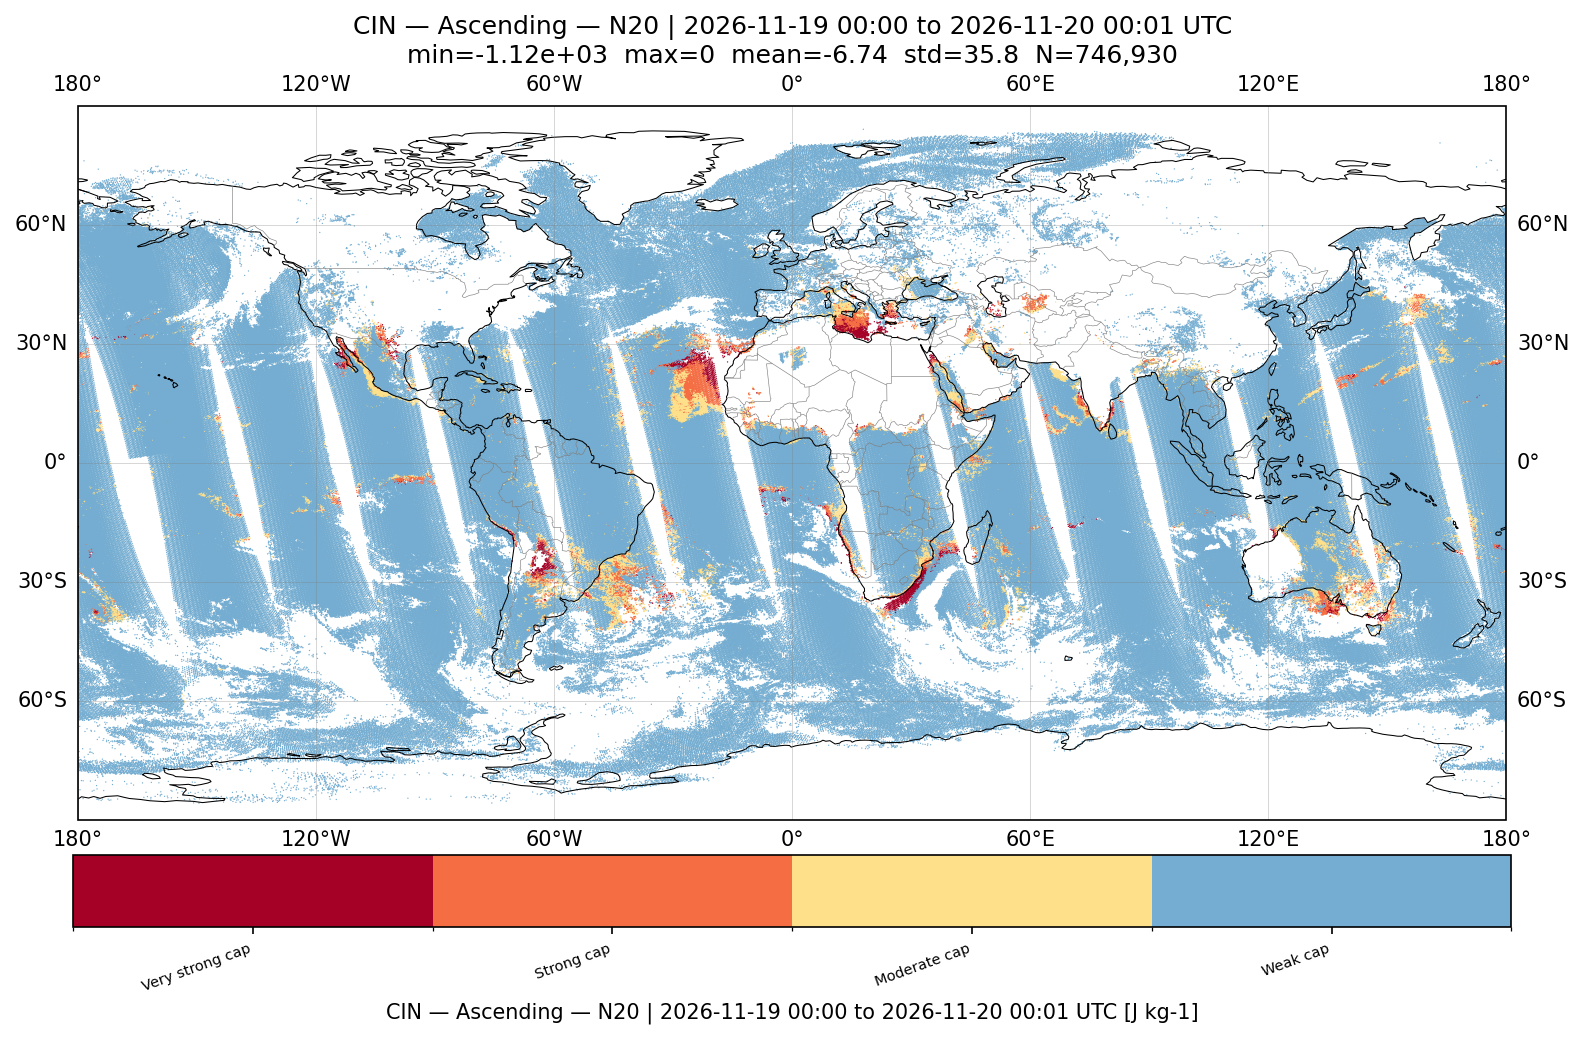 CIN — Ascending — N20 | 2026-11-19 00:00 to 2026-11-20 00:01 UTC
min=-1.12e+03  max=0  mean=-6.74  std=35.8  N=746,930
180° 120°W 60°W 0° 60°E 120°E 180°
60°N 60°N
30°N 30°N
0° 0°
30°S 30°S
60°S 60°S
180° 120°W 60°W 0° 60°E 120°E 180°
Very strong cap Strong cap Moderate cap Weak cap
CIN — Ascending — N20 | 2026-11-19 00:00 to 2026-11-20 00:01 UTC [J kg-1]